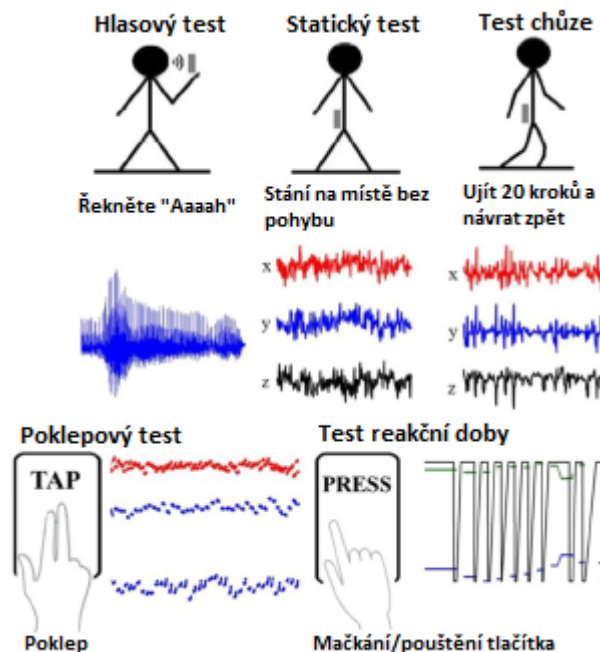 Hlasový test
Statický test
Test chůze
Řekněte "Aaaah"
Stání na místě bez
pohybu
Ujít 20 kroků a
návrat zpět
x
y
z
x
y
z
Poklepový test
Test reakční doby
TAP
PRESS
Poklep
Mačkání/pouštění tlačítka